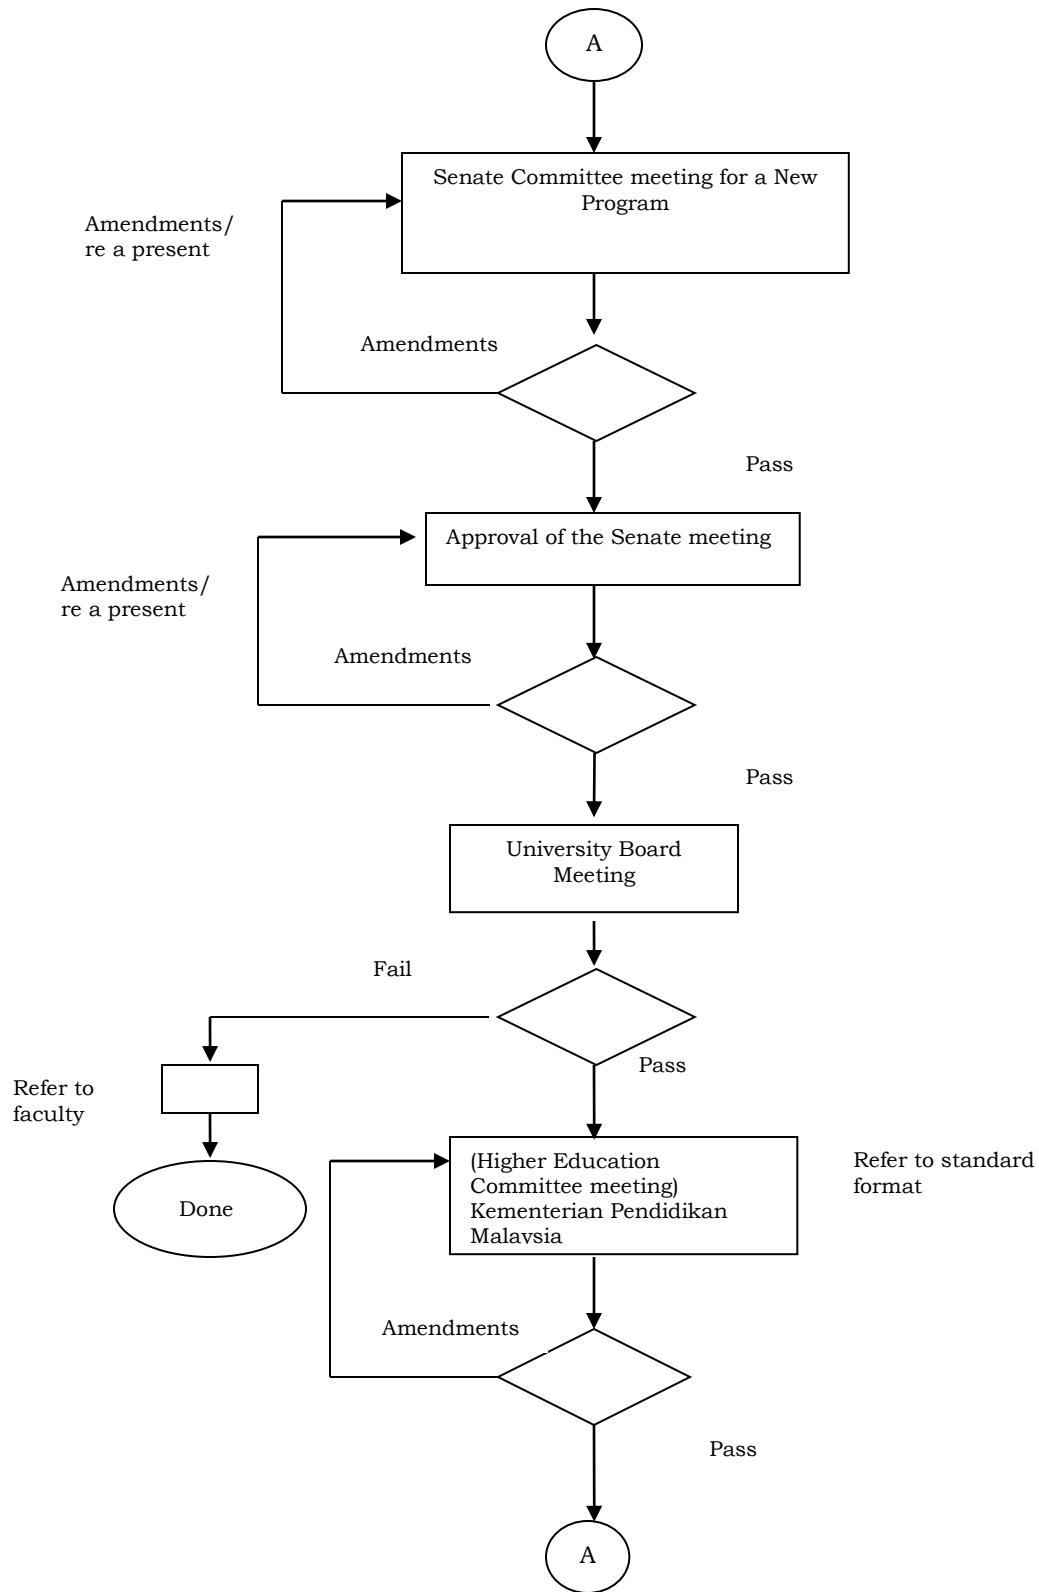 A
Senate Committee meeting for a New
Program
Amendments/
re a present
Amendments
Pass
Approval of the Senate meeting
Amendments/
re a present
Amendments
Pass
University Board
Meeting
Fail
Pass
Refer to
faculty
Done
(Higher Education
Committee meeting)
Kementerian Pendidikan
Malaysia
Refer to standard
format
Amendments
Pass
A